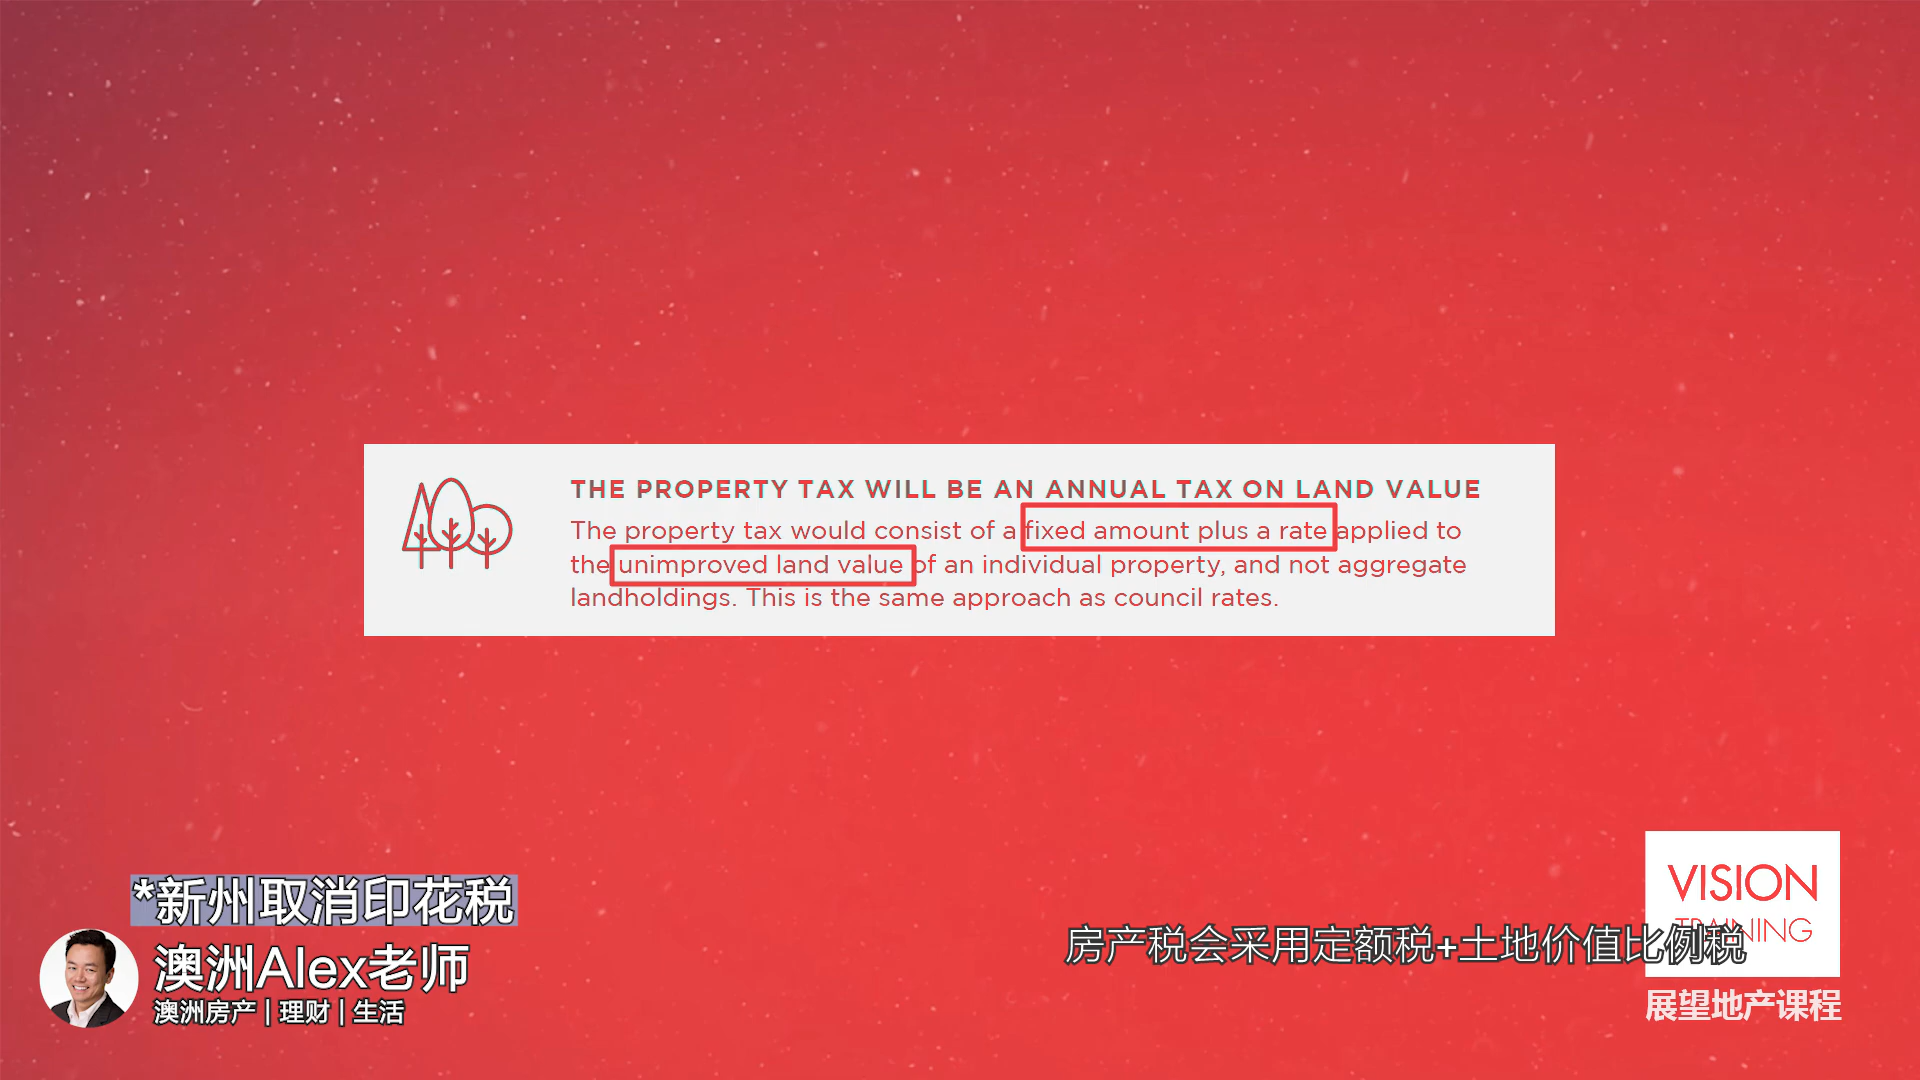 THE PROPERTY TAX WILL BE AN ANNUAL TAX ON LAND VALUE
The property tax would consist of a fixed amount plus a rate applied to
the unimproved land value of an individual property, and not aggregate
landholdings. This is the same approach as council rates.
*新州取消印花税
澳洲Alex老师
澳洲房产 | 理财 | 生活
VISION
TRAINING
房产税会采用定额税+土地价值比例税
展望地产课程